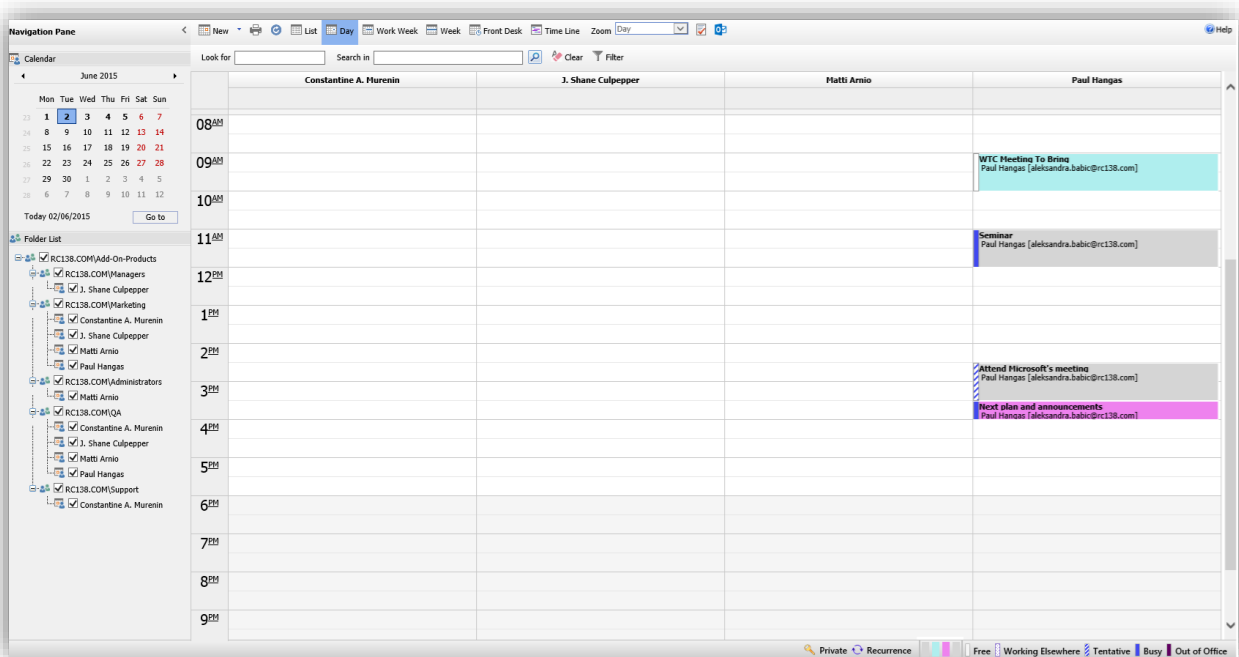 Navigation Pane < New List Day Work Week Week Front Desk Time Line Zoom Day Help
Calendar
Look for Search in Clear Filter
June 2015
Mon Tue Wed Thu Fri Sat Sun
23 1 2 3 4 5 6 7
24 8 9 10 11 12 13 14
25 15 16 17 18 19 20 21
26 22 23 24 25 26 27 28
27 29 30 1 2 3 4 5
28 6 7 8 9 10 11 12
Today 02/06/2015 Go to
Folder List
RC138.COM\Add-On-Products
RC138.COM\Managers
J. Shane Culpepper
RC138.COM\Marketing
Constantine A. Murenin
J. Shane Culpepper
Matti Arnio
Paul Hangas
RC138.COM\Administrators
Matti Arnio
RC138.COM\QA
Constantine A. Murenin
J. Shane Culpepper
Matti Arnio
Paul Hangas
RC138.COM\Support
Constantine A. Murenin
Constantine A. Murenin J. Shane Culpepper Matti Arnio Paul Hangas
08AM
09AM
WTC Meeting To Bring
Paul Hangas [aleksandra.babic@rc138.com]
10AM
11AM
Seminar
Paul Hangas [aleksandra.babic@rc138.com]
12PM
1PM
2PM
Attend Microsoft's meeting
Paul Hangas [aleksandra.babic@rc138.com]
3PM
Next plan and announcements
Paul Hangas [aleksandra.babic@rc138.com]
4PM
5PM
6PM
7PM
8PM
9PM
Private Recurrence Free Working Elsewhere Tentative Busy Out of Office